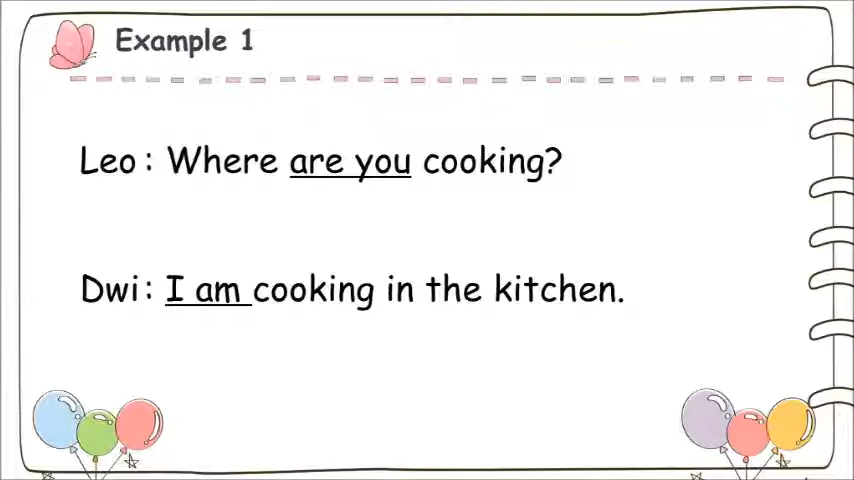 Example 1
Leo : Where are you cooking?
Dwi : I am cooking in the kitchen.